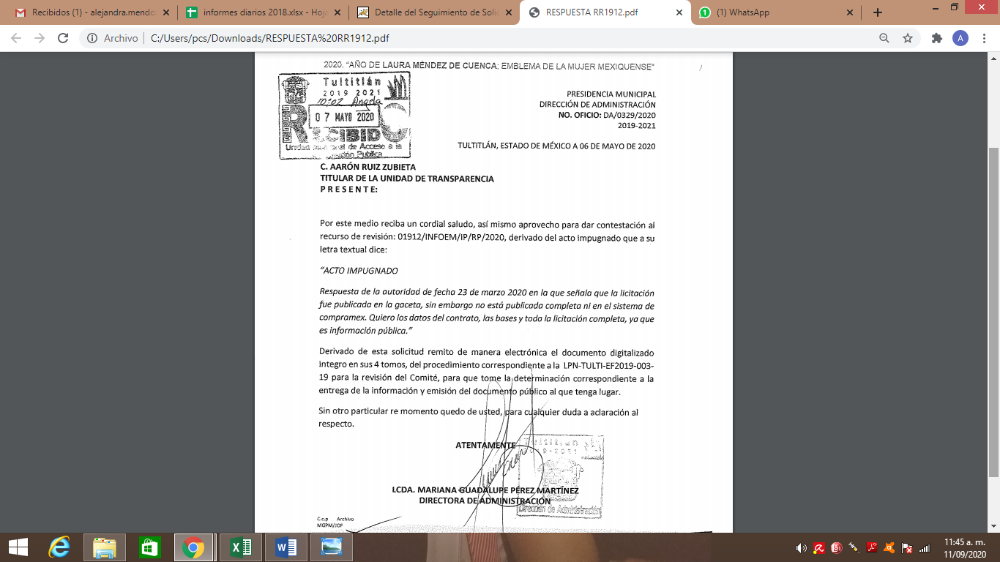 Recibidos (1) - alejandra.mendo
informes diarios 2018.xlsx - Hoja
Detalle del Seguimiento de Solic
RESPUESTA RR1912.pdf
(1) WhatsApp
Archivo
C:/Users/pcs/Downloads/RESPUESTA%20RR1912.pdf
A
2020. “AÑO DE LAURA MÉNDEZ DE CUENCA; EMBLEMA DE LA MUJER MEXIQUENSE”
Tultitlán
2019 2021
10:02 Angela
07 MAYO 2020
RECIBIDO
Unidad Municipal de Acceso a la
Información Pública
PRESIDENCIA MUNICIPAL
DIRECCIÓN DE ADMINISTRACIÓN
NO. OFICIO: DA/0329/2020
2019-2021
TULTITLÁN, ESTADO DE MÉXICO A 06 DE MAYO DE 2020
C. AARÓN RUIZ ZUBIETA
TITULAR DE LA UNIDAD DE TRANSPARENCIA
P R E S E N T E:
Por este medio reciba un cordial saludo, así mismo aprovecho para dar contestación al
recurso de revisión: 01912/INFOEM/IP/RP/2020, derivado del acto impugnado que a su
letra textual dice:
“ACTO IMPUGNADO
Respuesta de la autoridad de fecha 23 de marzo 2020 en la que señala que la licitación
fue publicada en la gaceta, sin embargo no está publicada completa ni en el sistema de
compramex. Quiero los datos del contrato, las bases y toda la licitación completa, ya que
es información pública.”
Derivado de esta solicitud remito de manera electrónica el documento digitalizado
integro en sus 4 tomos, del procedimiento correspondiente a la LPN-TULTI-EF2019-003-
19 para la revisión del Comité, para que tome la determinación correspondiente a la
entrega de la información y emisión del documento público al que tenga lugar.
Sin otro particular re momento quedo de usted, para cualquier duda a aclaración al
respecto.
ATENTAMENTE
Tultitlán
2019-2021
Dirección de Administración
LCDA. MARIANA GUADALUPE PÉREZ MARTÍNEZ
DIRECTORA DE ADMINISTRACIÓN
C.c.p Archivo
MGPM/JOF
11:45 a. m.
11/09/2020